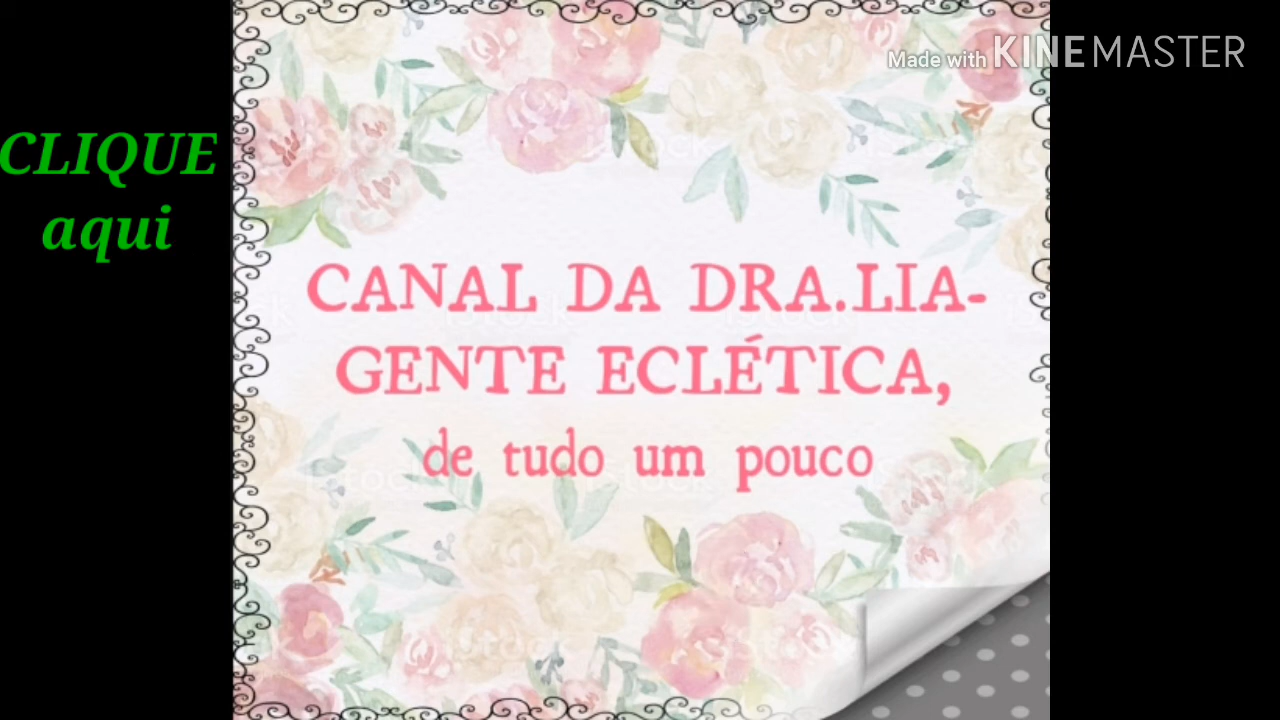 Made with KINEMASTER
CLIQUE
aqui
CANAL DA DRA.LIA-
GENTE ECLÉTICA,
de tudo um pouco